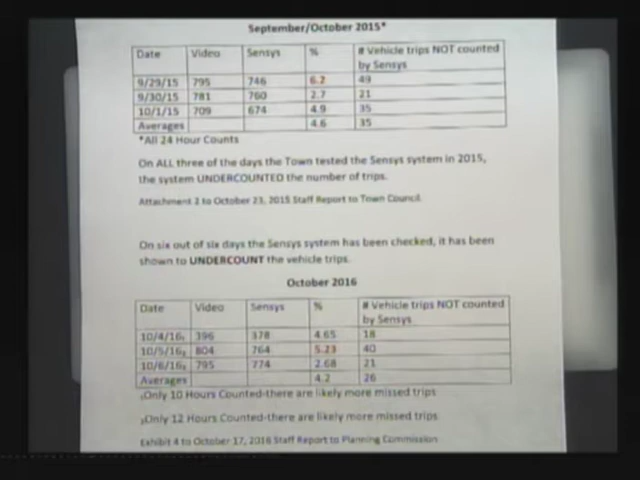 September/October 2015*
Date Video Sensys % # Vehicle trips NOT counted
by Sensys
9/29/15 795 746 6.2 49
9/30/15 781 760 2.7 21
10/1/15 709 674 4.9 35
Averages 4.6 35
*All 24 Hour Counts
On ALL three of the days the Town tested the Sensys system in 2015,
the system UNDERCOUNTED the number of trips.
Attachment 2 to October 23, 2015 Staff Report to Town Council.
On six out of six days the Sensys system has been checked, it has been
shown to UNDERCOUNT the vehicle trips.
October 2016
Date Video Sensys % # Vehicle trips NOT counted
by Sensys
10/4/16₁ 396 378 4.65 18
10/5/16₂ 804 764 5.23 40
10/6/16₂ 795 774 2.68 21
Averages 4.2 26
₁Only 10 Hours Counted-there are likely more missed trips
₂Only 12 Hours Counted-there are likely more missed trips
Exhibit 4 to October 17, 2016 Staff Report to Planning Commission